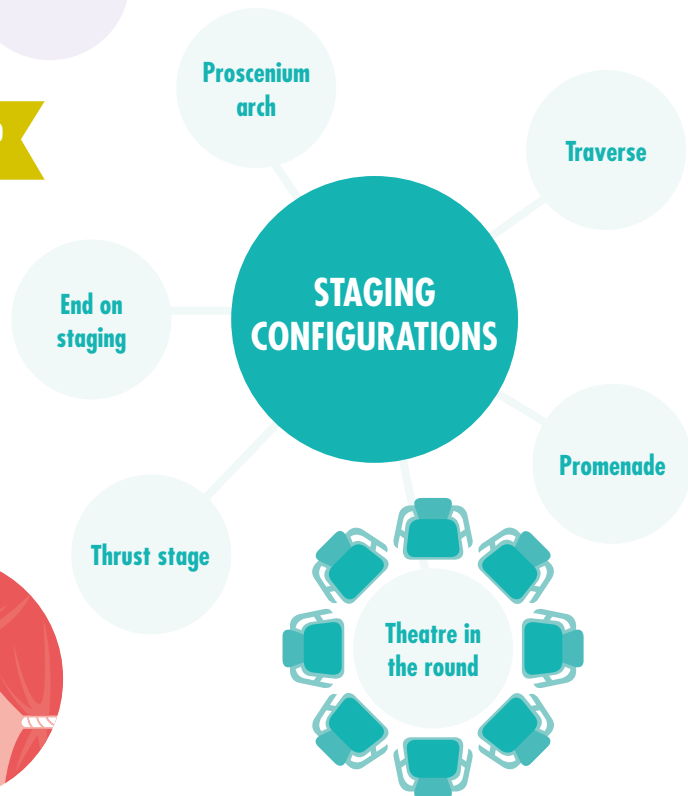 Proscenium
arch
Traverse
STAGING
CONFIGURATIONS
End on
staging
Promenade
Thrust stage
Theatre in
the round